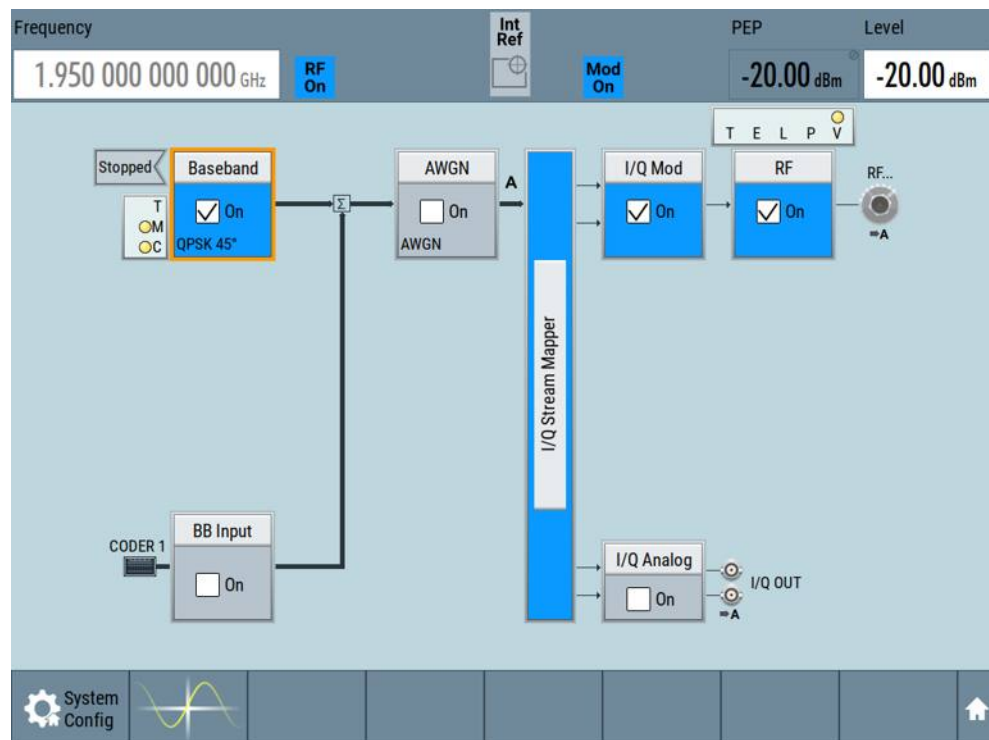 Frequency
Int
Ref
PEP
Level
1.950 000 000 000 GHz
RF
On
Mod
On
-20.00 dBm
-20.00 dBm
T E L P V
Stopped
Baseband
On
QPSK 45°
T
M
C
Σ
AWGN
On
AWGN
A
I/Q Mod
On
RF
On
RF...
➡A
I/Q Stream Mapper
CODER 1
BB Input
On
I/Q Analog
On
I/Q OUT
➡A
System
Config